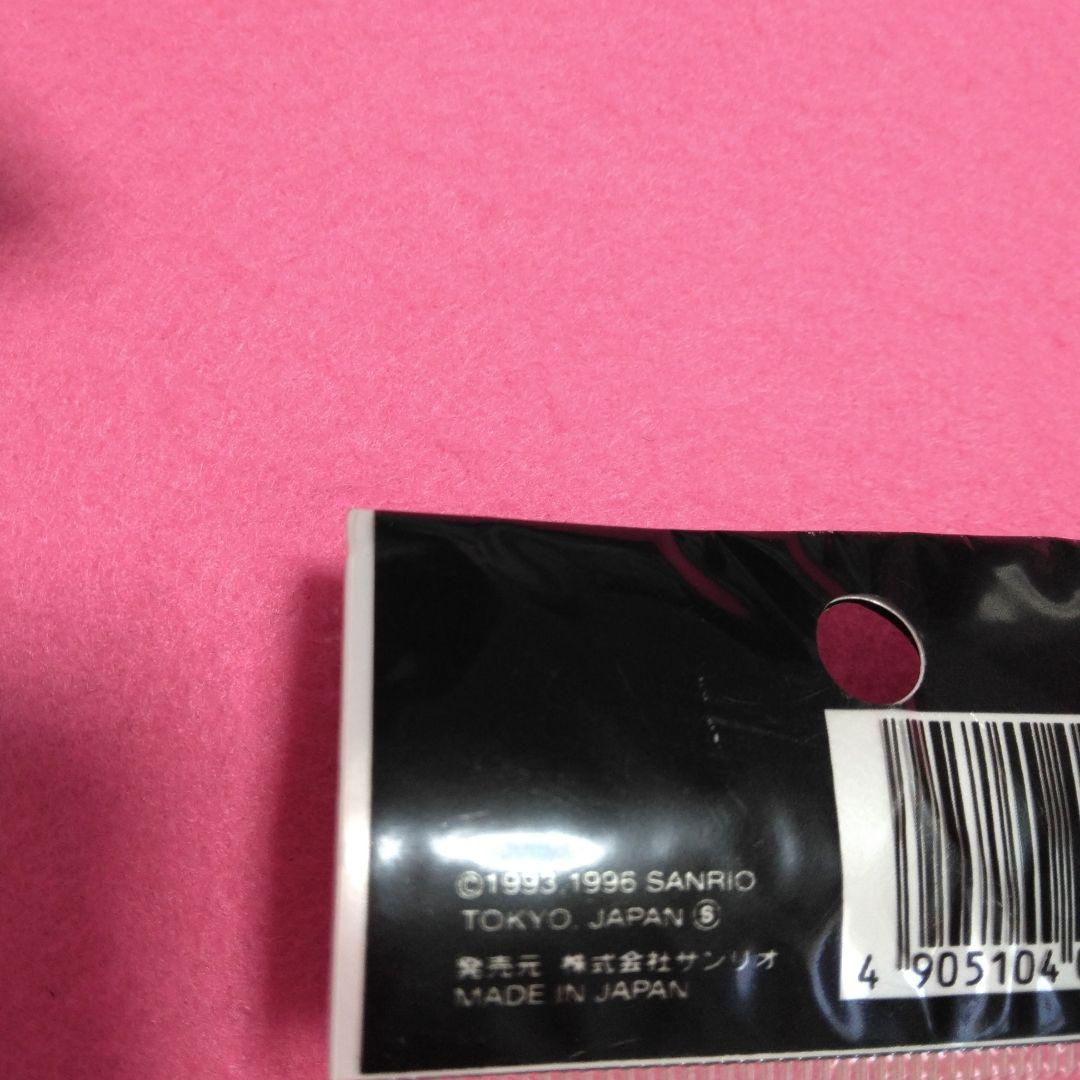 ©1993,1996 SANRIO
TOKYO, JAPAN Ⓢ
発売元 株式会社サンリオ
MADE IN JAPAN
4 905104